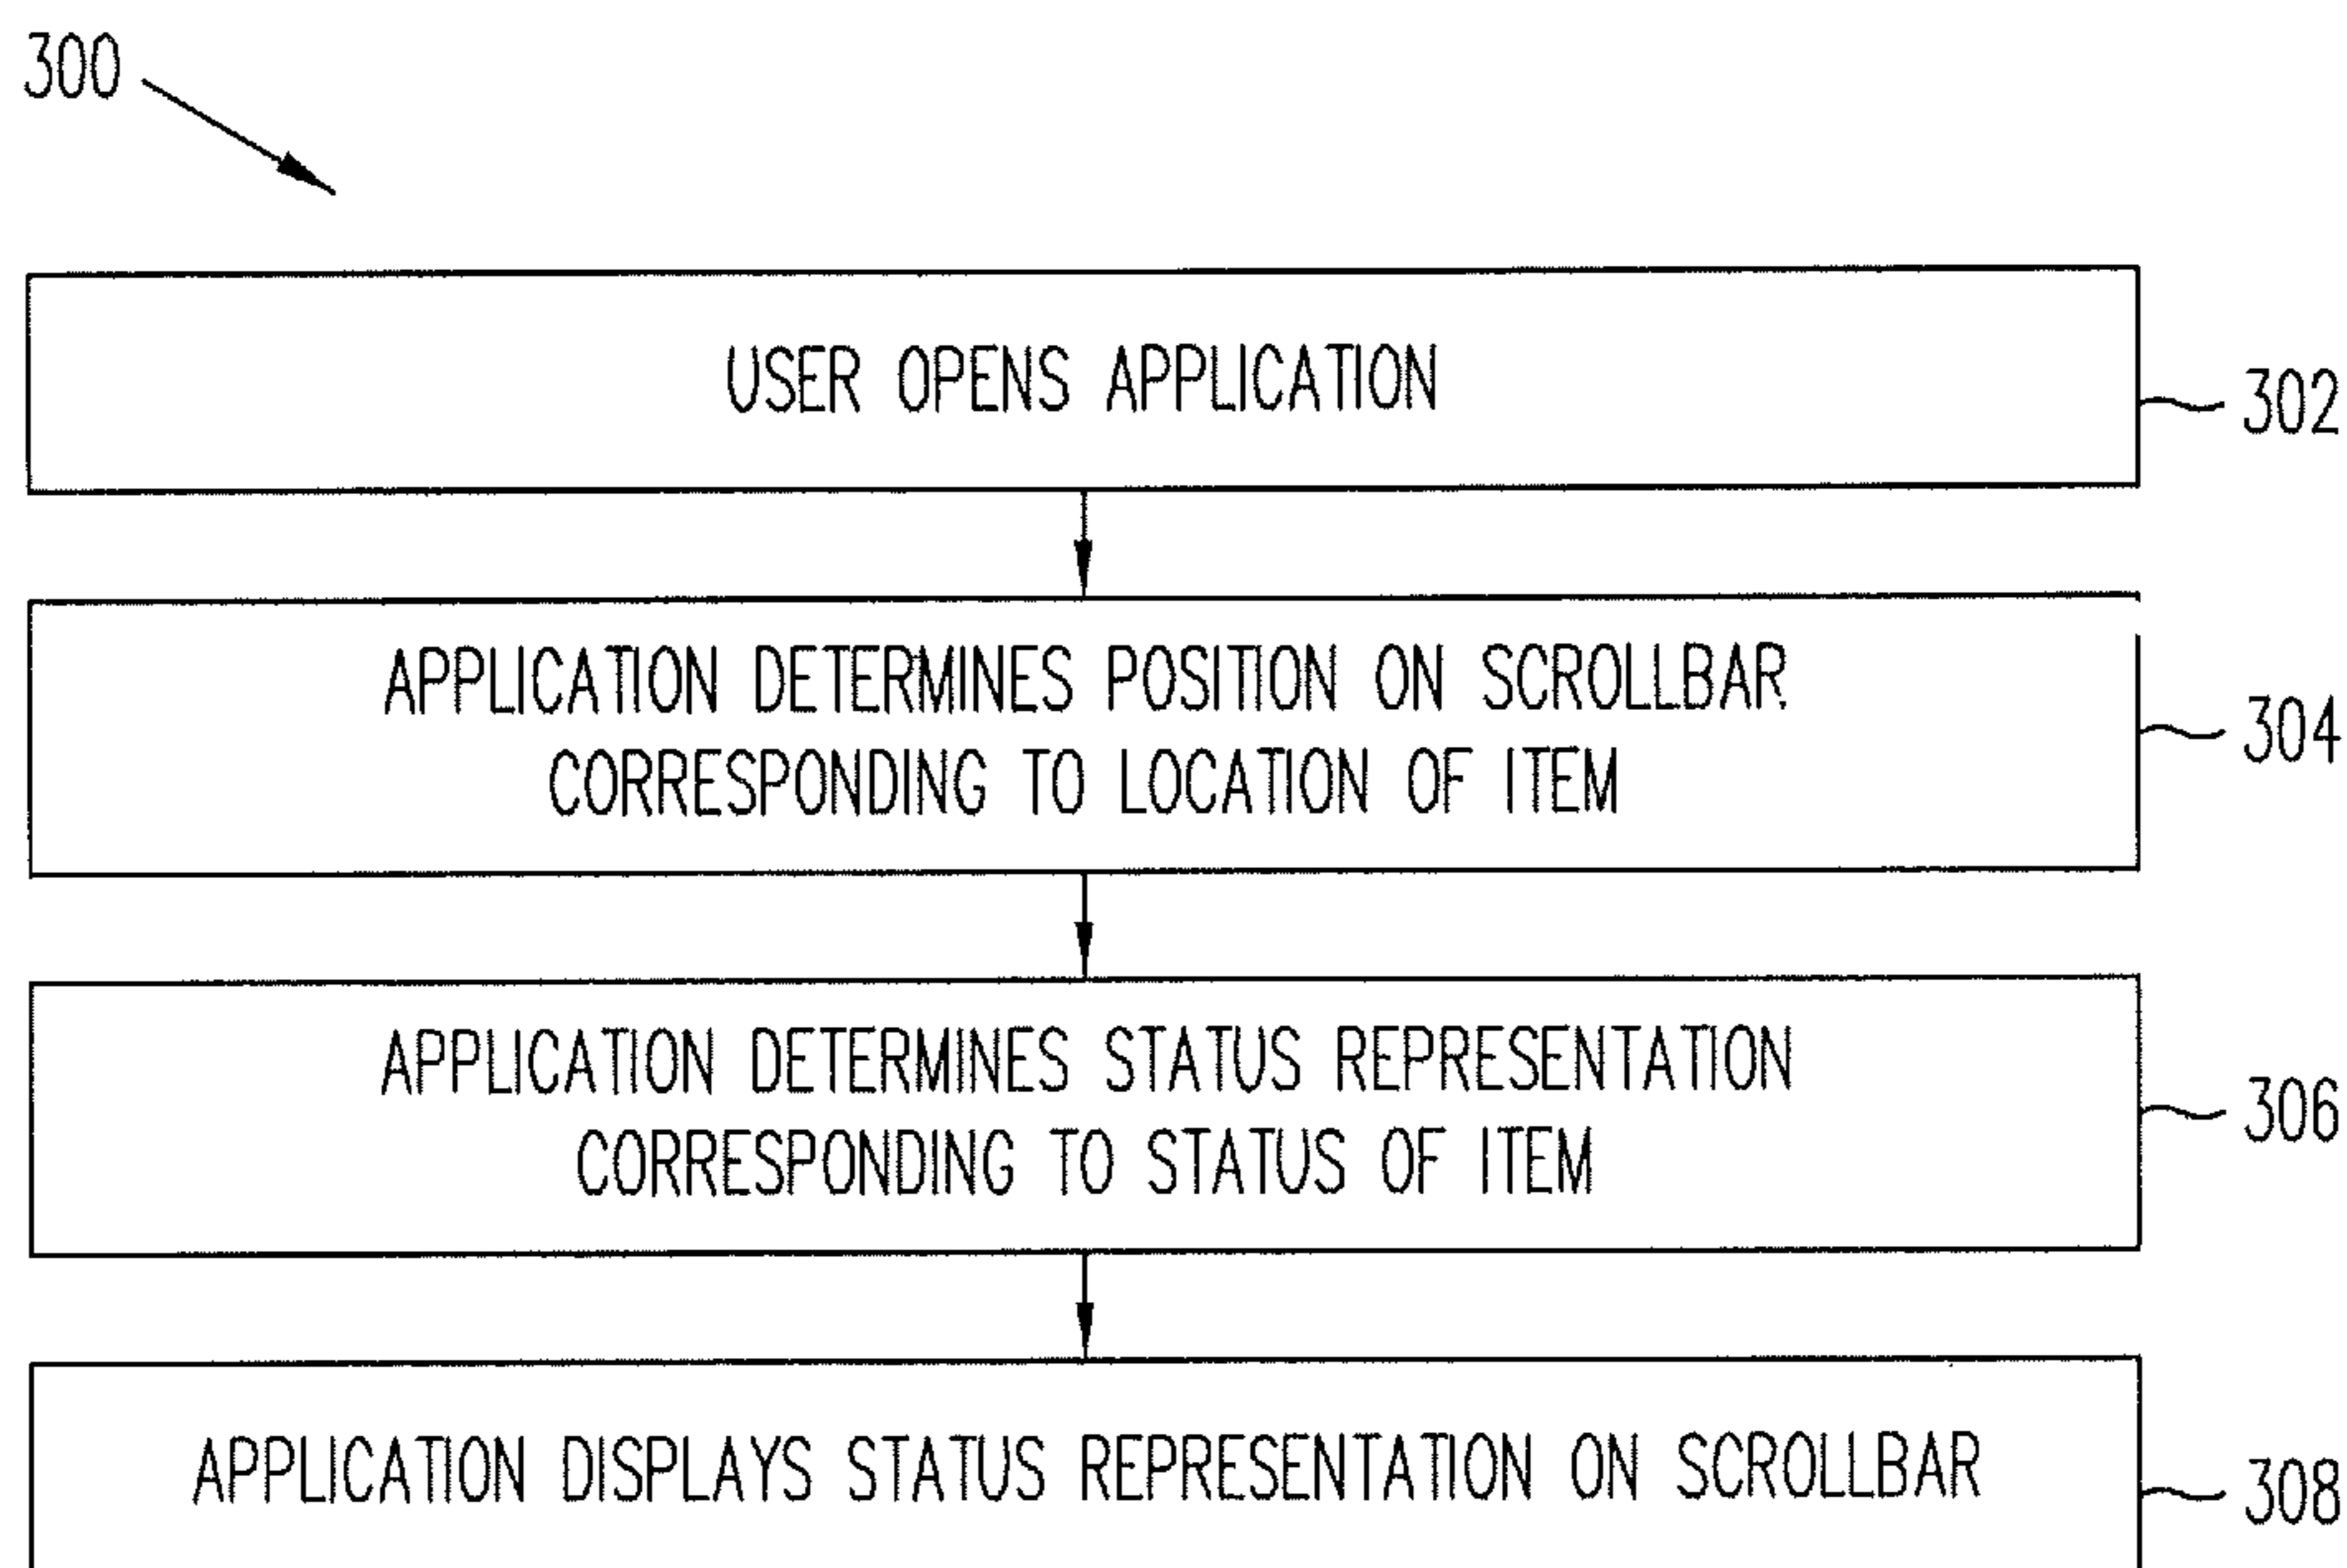 300
USER OPENS APPLICATION
302
APPLICATION DETERMINES POSITION ON SCROLLBAR
CORRESPONDING TO LOCATION OF ITEM
304
APPLICATION DETERMINES STATUS REPRESENTATION
CORRESPONDING TO STATUS OF ITEM
306
APPLICATION DISPLAYS STATUS REPRESENTATION ON SCROLLBAR
308